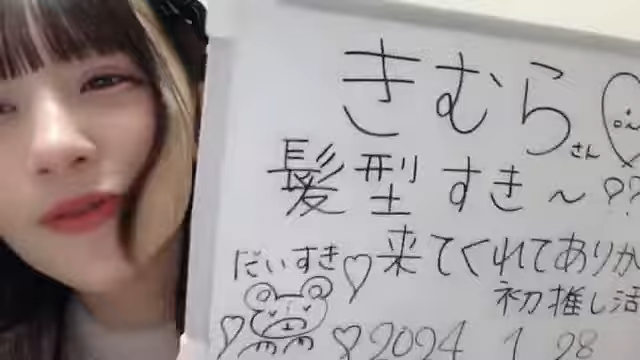 きむらさん♡
髪型すき〜♡??
来てくれてありが
だいすき♡
初推し活
♡2024 1 28